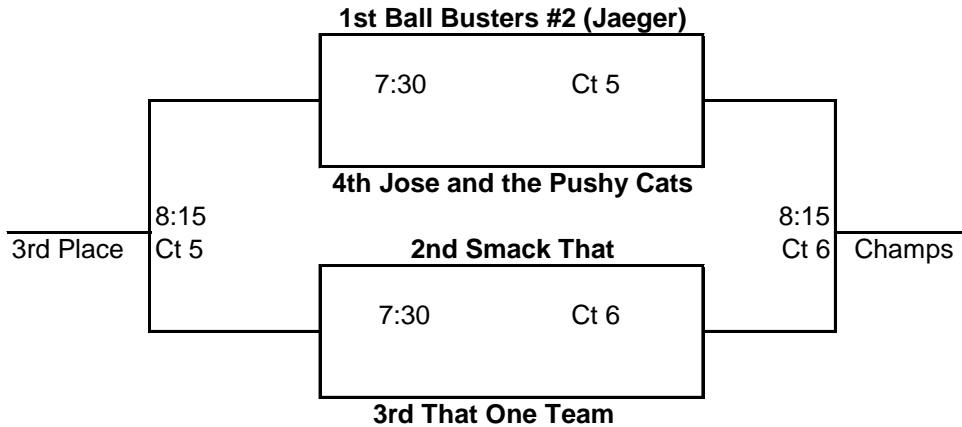 1st Ball Busters #2 (Jaeger)
7:30 Ct 5
4th Jose and the Pushy Cats
8:15 8:15
3rd Place Ct 5 2nd Smack That Ct 6 Champs
7:30 Ct 6
3rd That One Team